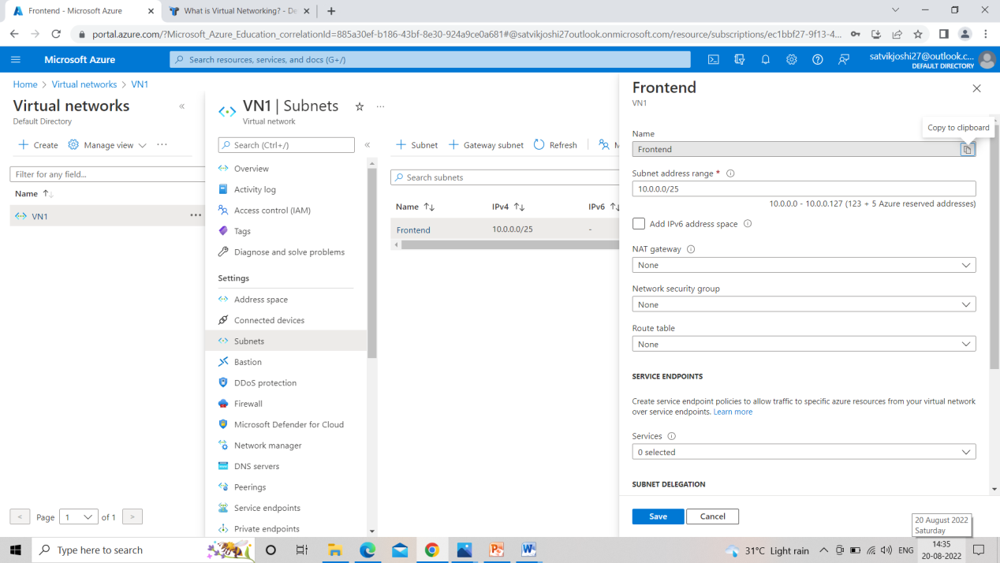 Frontend - Microsoft Azure
What is Virtual Networking? - De
portal.azure.com/?Microsoft_Azure_Education_correlationId=885a30ef-b186-43bf-8e30-924a9ce0a681#@satvikjoshi27outlook.onmicrosoft.com/resource/subscriptions/ec1bbf27-9f13-4...
Microsoft Azure
Search resources, services, and docs (G+/)
satvikjoshi27@outlook.c...
DEFAULT DIRECTORY
Home > Virtual networks > VN1
Virtual networks
Default Directory
Create
Manage view
Filter for any field...
Name
VN1
Page 1 of 1
VN1 | Subnets
Virtual network
Search (Ctrl+/)
Overview
Activity log
Access control (IAM)
Tags
Diagnose and solve problems
Settings
Address space
Connected devices
Subnets
Bastion
DDoS protection
Firewall
Microsoft Defender for Cloud
Network manager
DNS servers
Peerings
Service endpoints
Private endpoints
Subnet
Gateway subnet
Refresh
M
Search subnets
Name IPv4 IPv6
Frontend 10.0.0.0/25 -
Frontend
VN1
Copy to clipboard
Name
Frontend
Subnet address range *
10.0.0.0/25
10.0.0.0 - 10.0.0.127 (123 + 5 Azure reserved addresses)
Add IPv6 address space
NAT gateway
None
Network security group
None
Route table
None
SERVICE ENDPOINTS
Create service endpoint policies to allow traffic to specific azure resources from your virtual network
over service endpoints. Learn more
Services
0 selected
SUBNET DELEGATION
Save
Cancel
20 August 2022
Saturday
Type here to search
31°C Light rain
ENG
14:35
20-08-2022